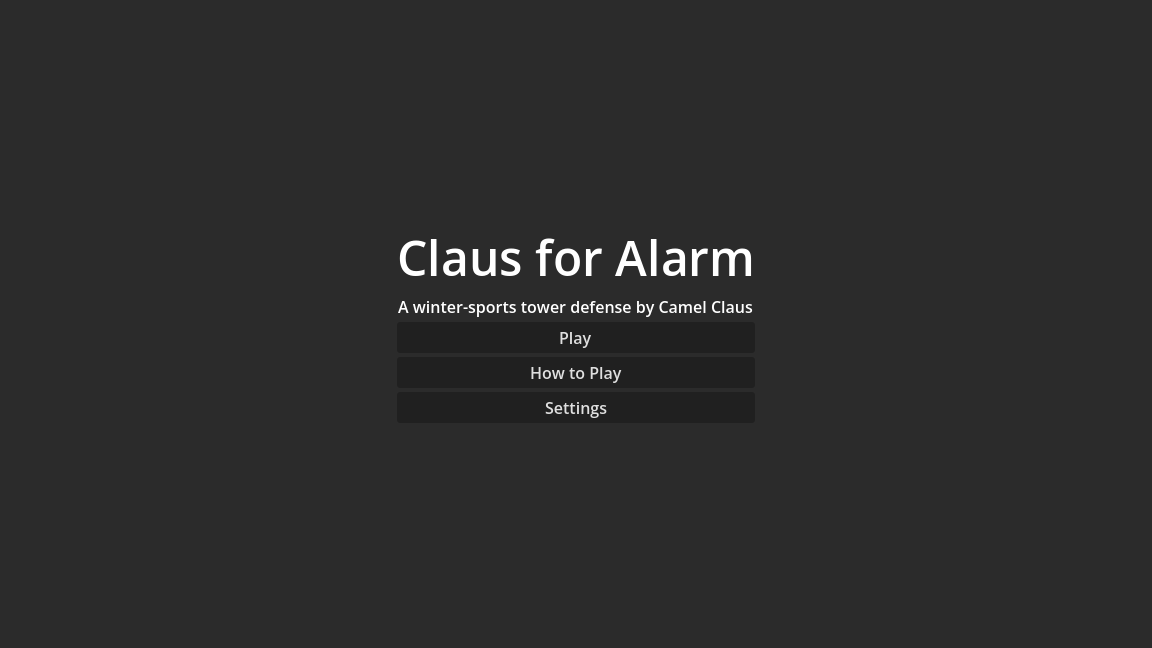 Claus for Alarm
A winter-sports tower defense by Camel Claus
Play
How to Play
Settings